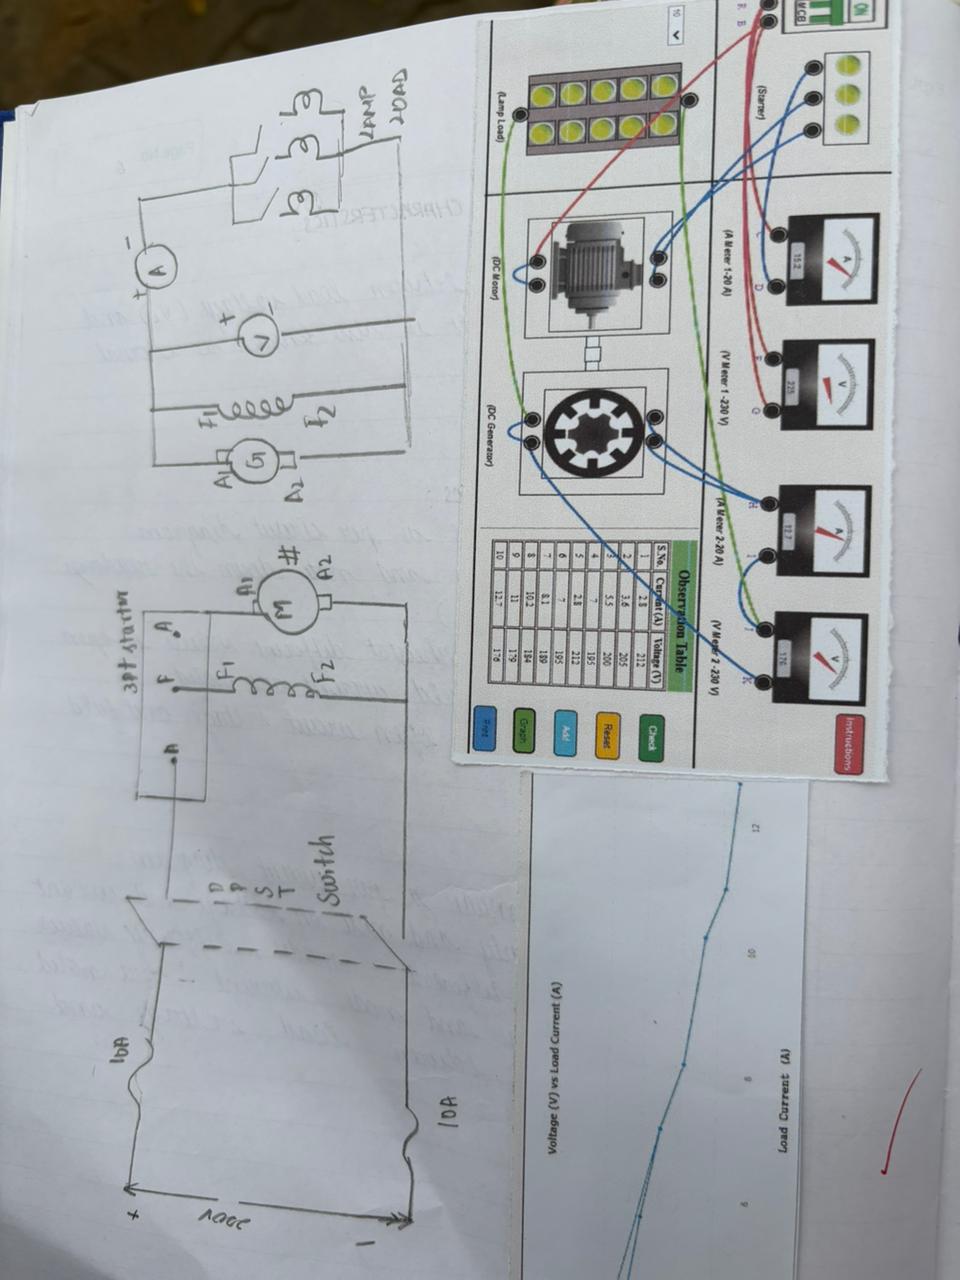 LAMP
LOAD
A
+
-
V
+
-
F1
F2
G
A1
A2
3pt starter
A
F
A
A1
M
#
A2
F1
F2
D
P
S
T
Switch
10A
10A
+
200V
ON
MCB
R
B
(Starter)
10
(Lamp Load)
(DC Motor)
(DC Generator)
15.2
(A Meter 1-20 A)
225
(V Meter 1 -230 V)
12.7
(A Meter 2-20 A)
176
(V Meter 2 -230 V)
A
V
A
V
D
F
G
H
I
J
K
Instructions
Observation Table
S.No. Current (A) Voltage (V)
1 2.8 212
2 3.6 205
3 5.5 200
4 7 195
5 2.8 212
6 7 195
7 8.1 189
8 10.2 184
9 11 179
10 12.7 176
Check
Reset
Add
Graph
Print
Voltage (V) vs Load Current (A)
6
8
10
12
Load Current (A)